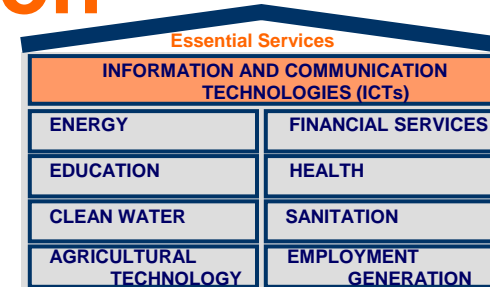 Essential Services
INFORMATION AND COMMUNICATION
TECHNOLOGIES (ICTs)
ENERGY
FINANCIAL SERVICES
EDUCATION
HEALTH
CLEAN WATER
SANITATION
AGRICULTURAL
TECHNOLOGY
EMPLOYMENT
GENERATION